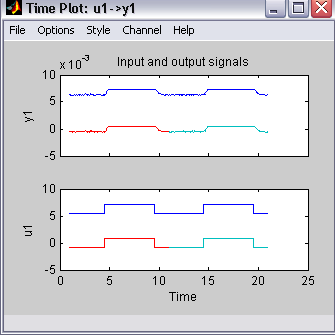 Time Plot: u1->y1
File Options Style Channel Help
x 10^-3 Input and output signals
10
5
0
-5
y1
10
5
0
-5
u1
0 5 10 15 20 25
Time